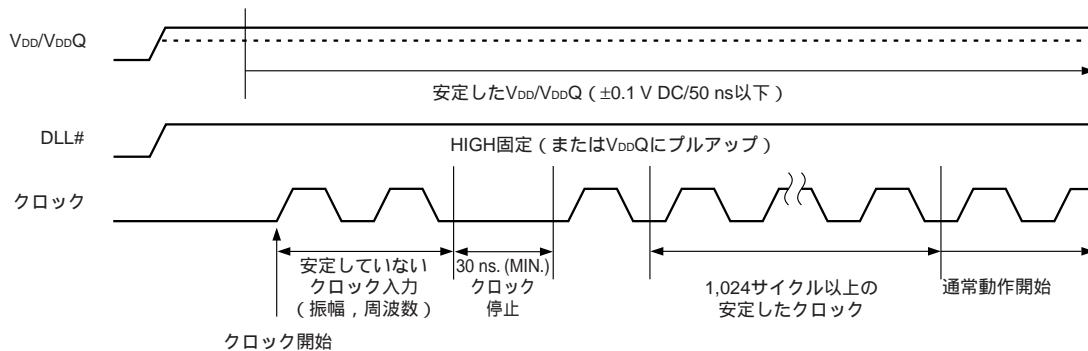 VDD/VDDQ
安定したVDD/VDDQ（±0.1 V DC/50 ns以下）
DLL#
HIGH固定（またはVDDQにプルアップ）
クロック
安定していない
クロック入力
（振幅，周波数）
30 ns. (MIN.)
クロック
停止
1,024サイクル以上の
安定したクロック
通常動作開始
クロック開始